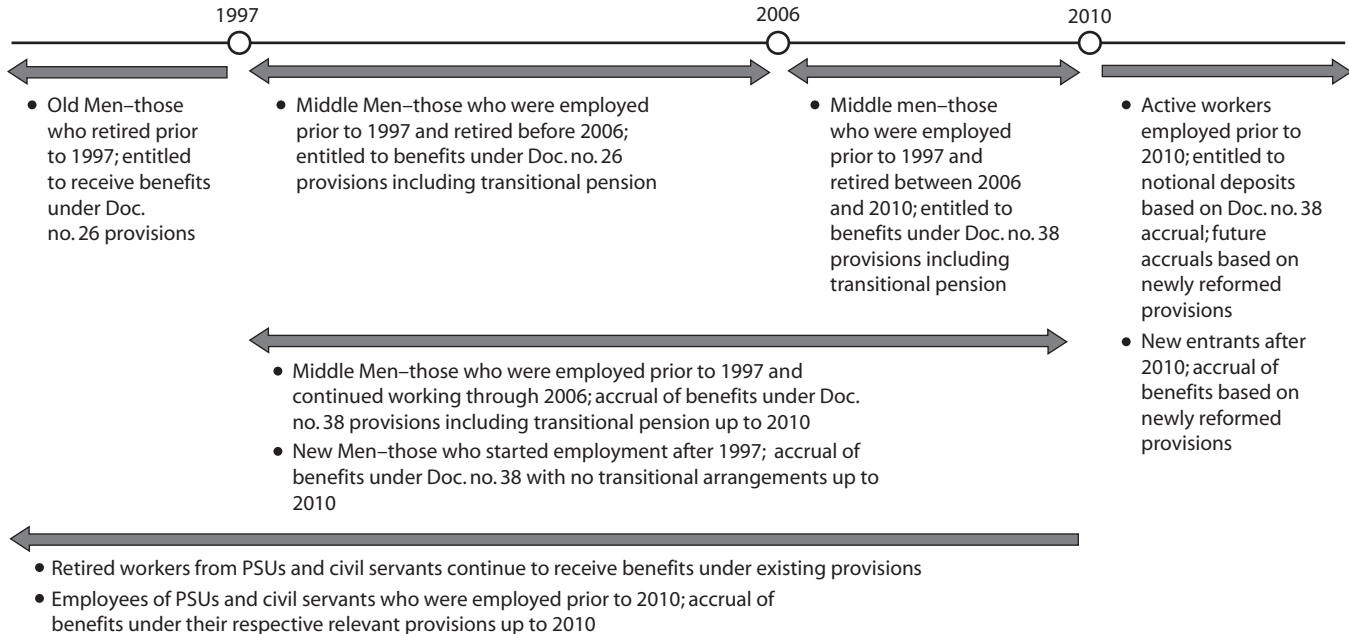 1997
2006
2010
• Old Men–those
who retired prior
to 1997; entitled
to receive benefits
under Doc.
no. 26 provisions
• Middle Men–those who were employed
prior to 1997 and retired before 2006;
entitled to benefits under Doc. no. 26
provisions including transitional pension
• Middle men–those
who were employed
prior to 1997 and
retired between 2006
and 2010; entitled to
benefits under Doc. no. 38
provisions including
transitional pension
• Active workers
employed prior to
2010; entitled to
notional deposits
based on Doc. no. 38
accrual; future
accruals based on
newly reformed
provisions
• New entrants after
2010; accrual of
benefits based on
newly reformed
provisions
• Middle Men–those who were employed prior to 1997 and
continued working through 2006; accrual of benefits under Doc.
no. 38 provisions including transitional pension up to 2010
• New Men–those who started employment after 1997; accrual of
benefits under Doc. no. 38 with no transitional arrangements up to
2010
• Retired workers from PSUs and civil servants continue to receive benefits under existing provisions
• Employees of PSUs and civil servants who were employed prior to 2010; accrual of
benefits under their respective relevant provisions up to 2010